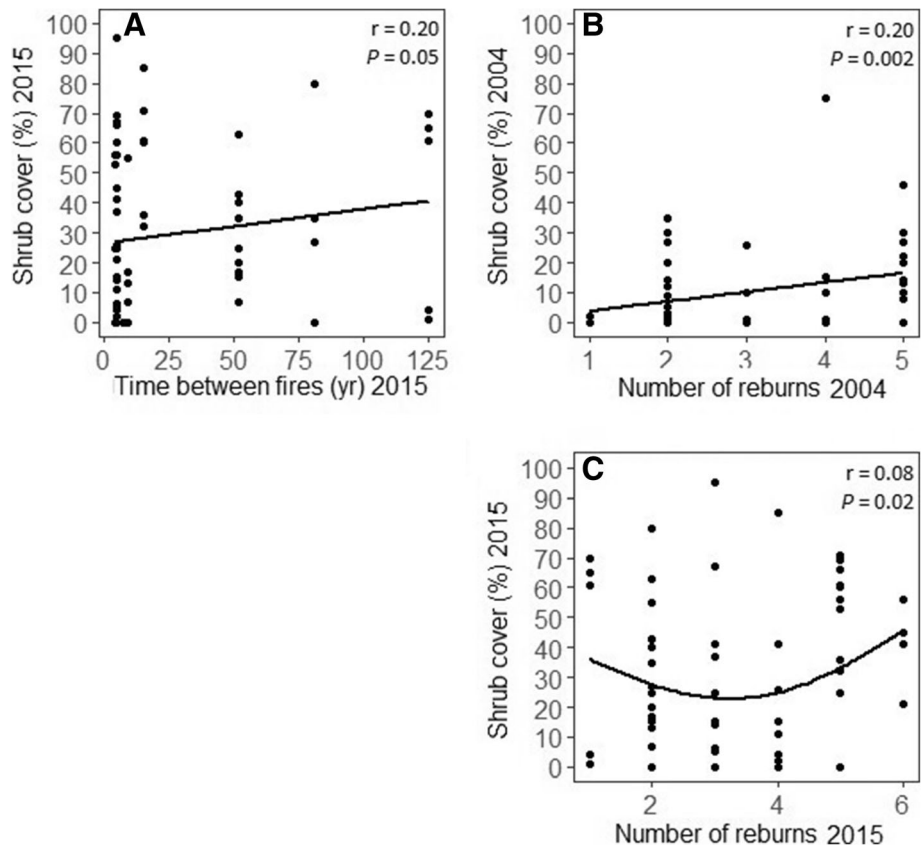 A
r = 0.20
P = 0.05
Shrub cover (%) 2015
100
90
80
70
60
50
40
30
20
10
0
0 25 50 75 100 125
Time between fires (yr) 2015
B
r = 0.20
P = 0.002
Shrub cover (%) 2004
100
90
80
70
60
50
40
30
20
10
0
1 2 3 4 5
Number of reburns 2004
C
r = 0.08
P = 0.02
Shrub cover (%) 2015
100
90
80
70
60
50
40
30
20
10
0
2 4 6
Number of reburns 2015